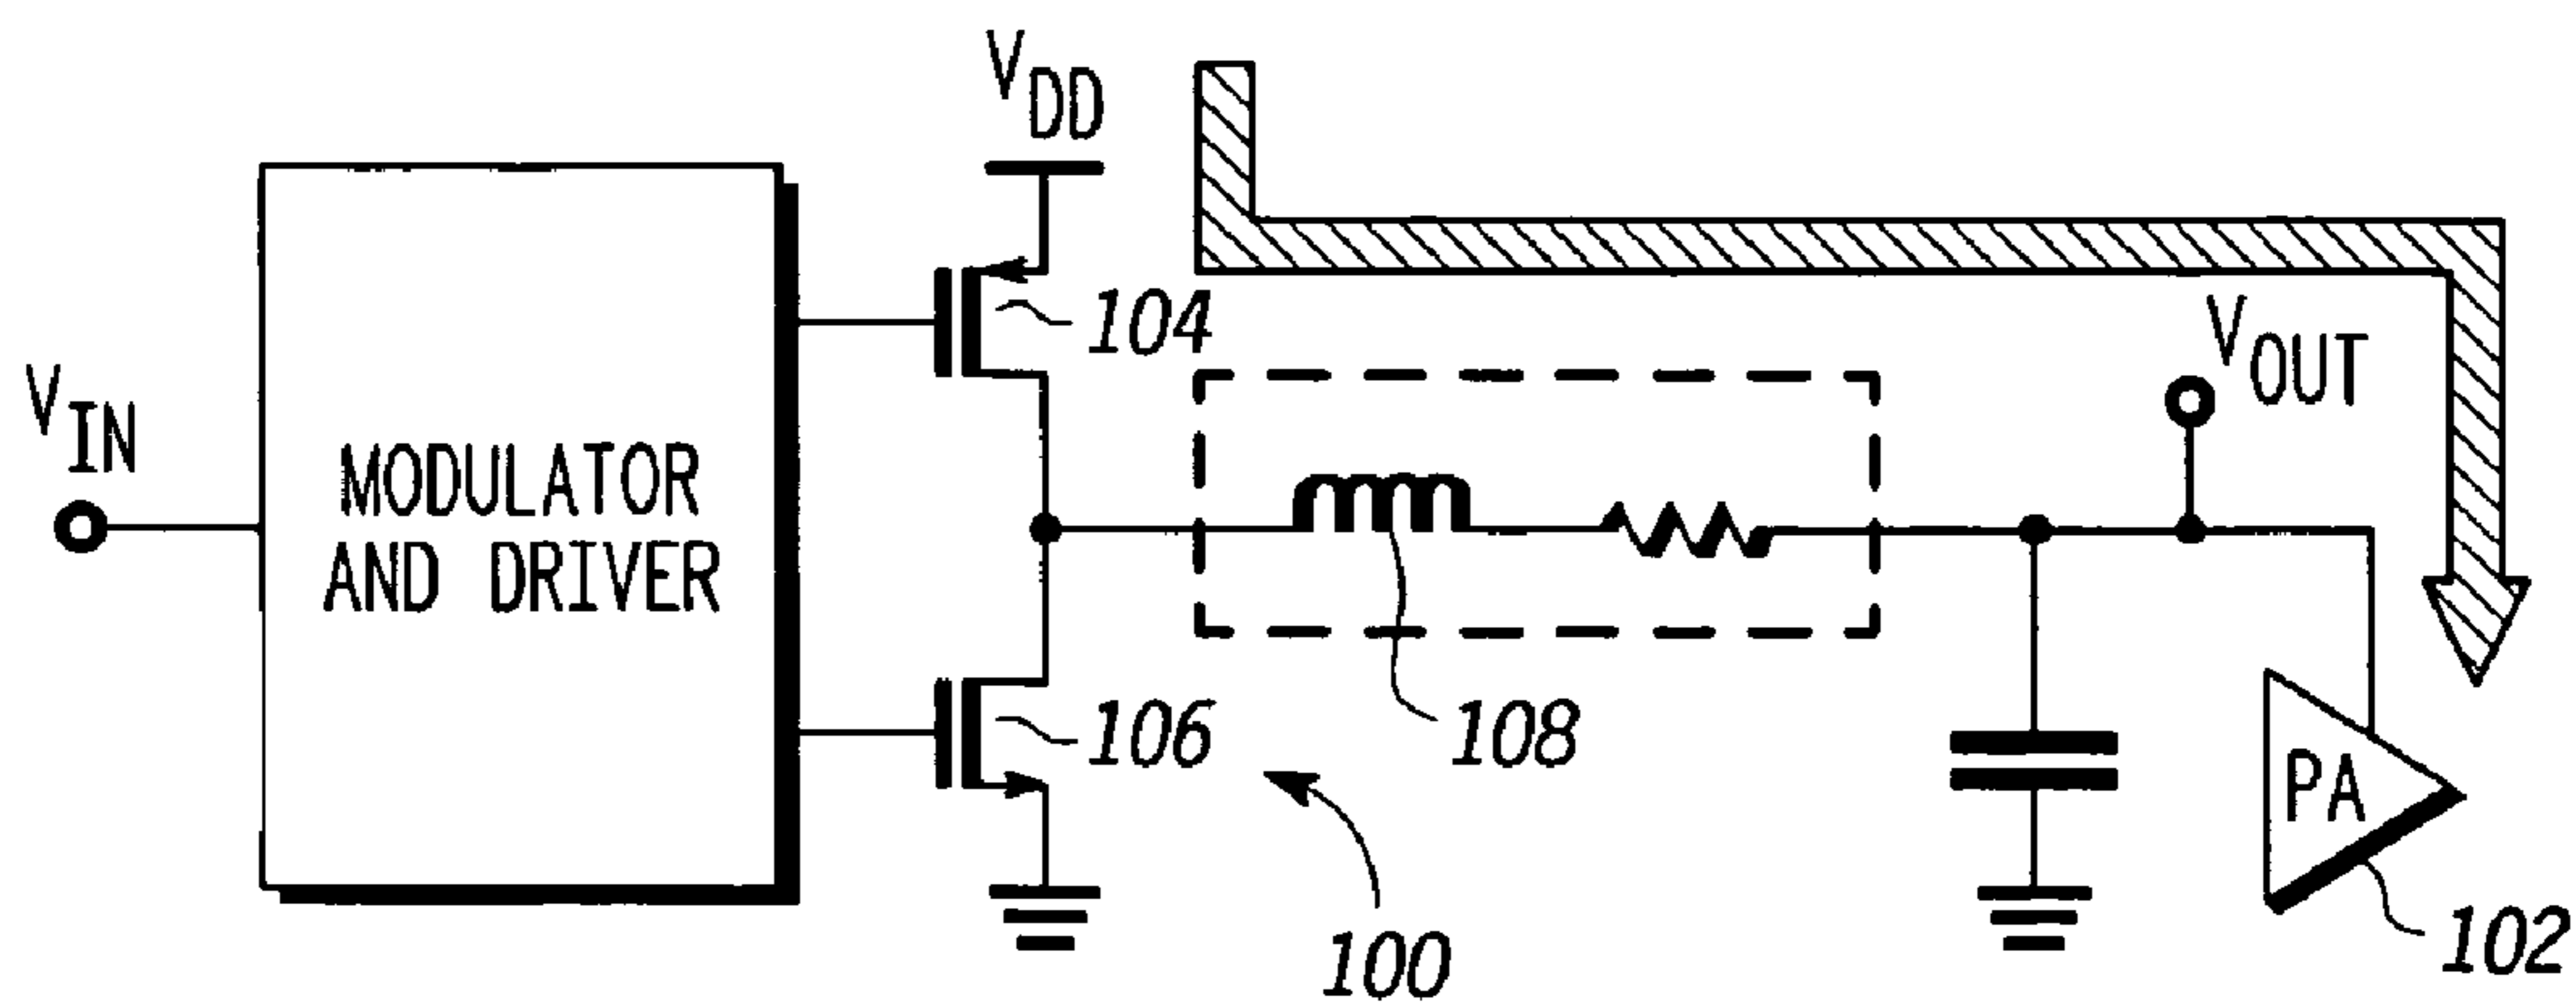 V_DD
V_IN
MODULATOR
AND DRIVER
104
V_OUT
106
108
PA
100
102